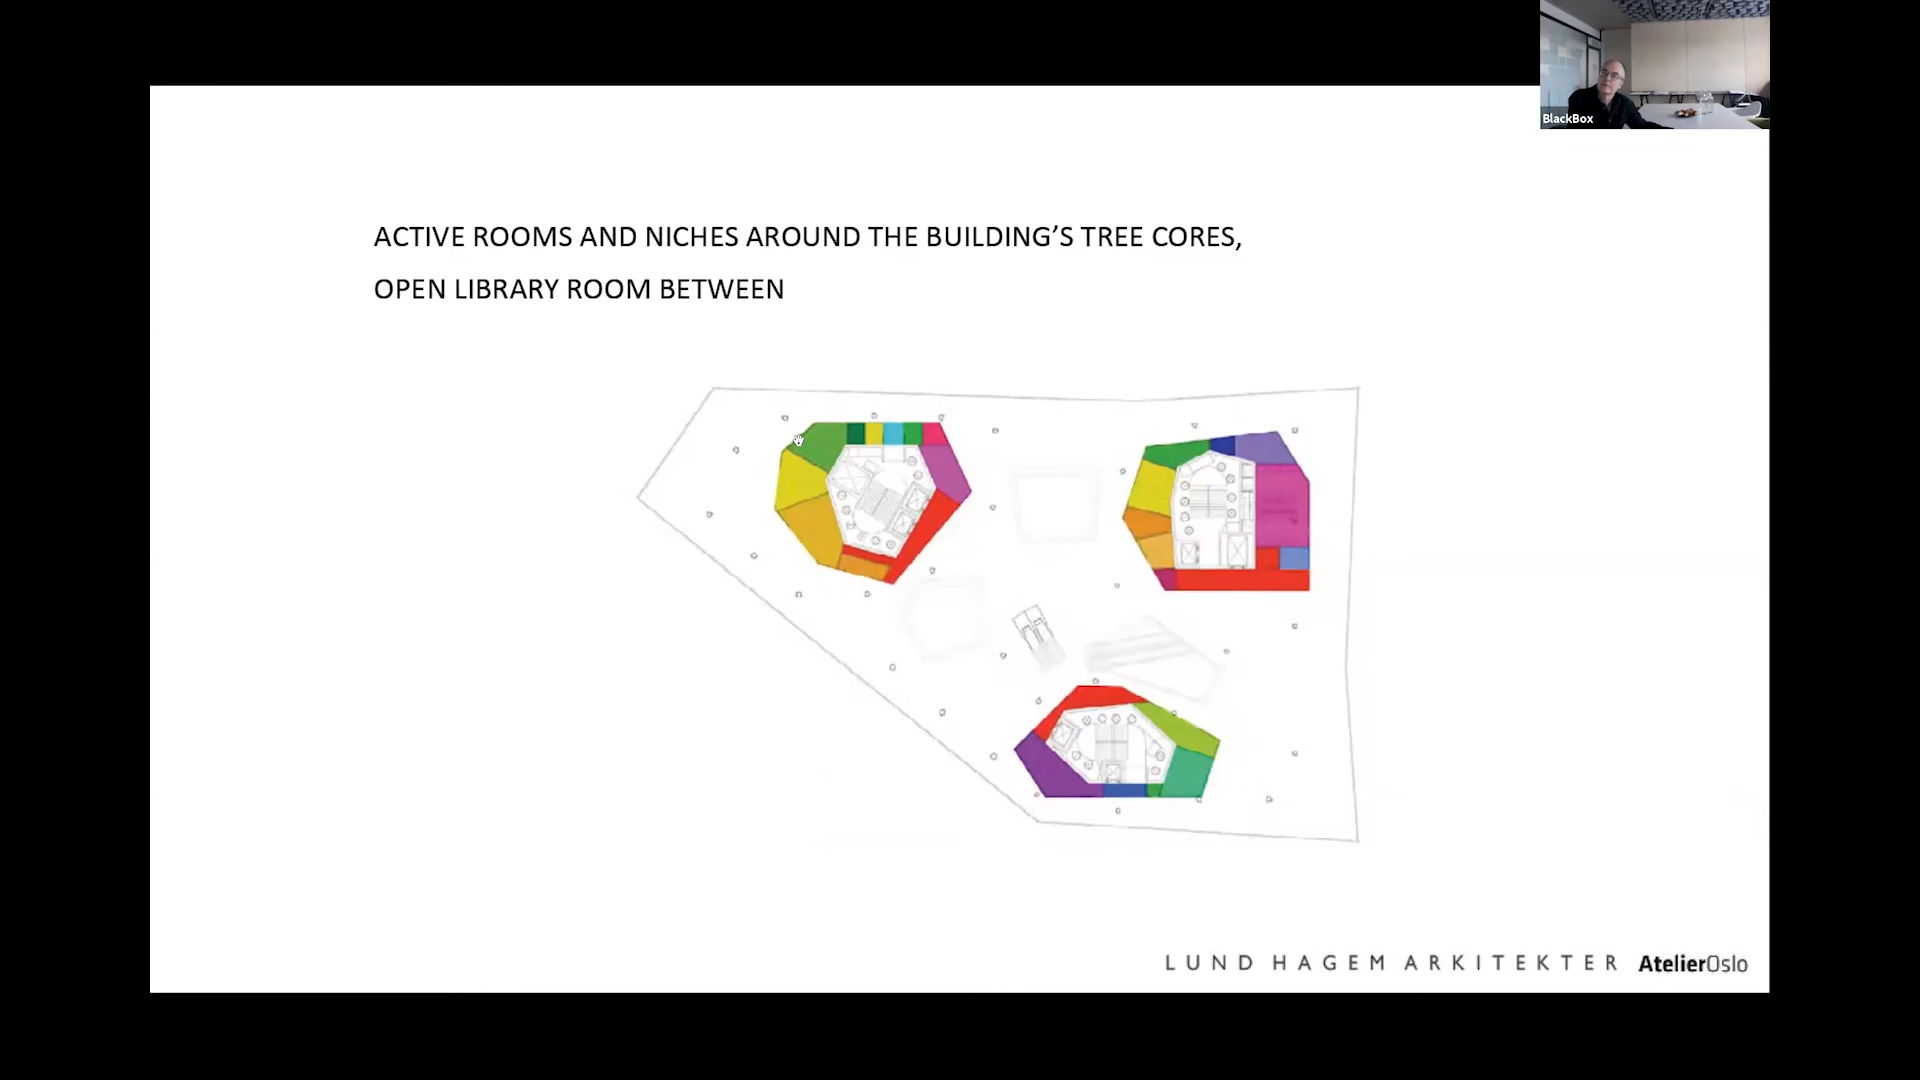 BlackBox
ACTIVE ROOMS AND NICHES AROUND THE BUILDING’S TREE CORES,
OPEN LIBRARY ROOM BETWEEN
LUND HAGEM ARKITEKTER AtelierOslo